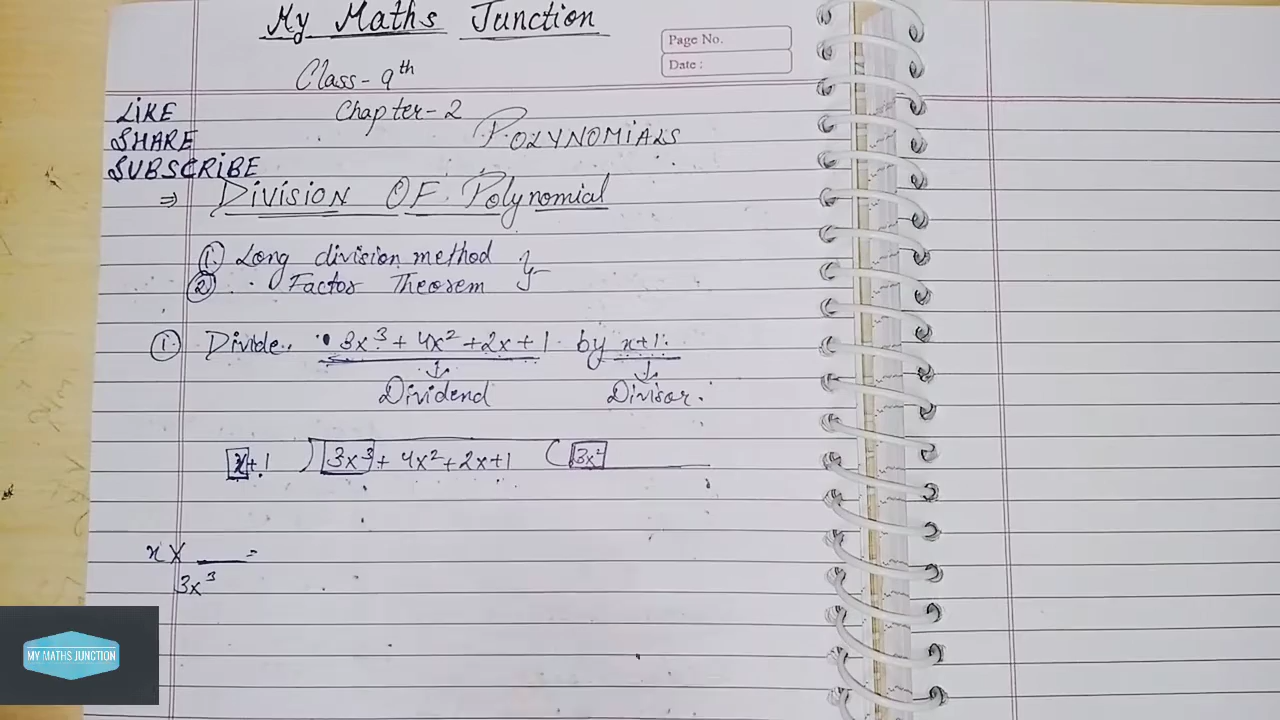 My Maths Junction
Page No.
Date :
Class - 9th
Chapter - 2
POLYNOMIALS
LIKE
SHARE
SUBSCRIBE
⇒ DIVISION OF Polynomial
① Long division method
② Factor Theorem
① Divide 3x³ + 4x² + 2x + 1 by x+1.
Dividend Divisor.
x+1 ) 3x³ + 4x² + 2x + 1 ( 3x²
x × ___ =
3x³
MY MATHS JUNCTION